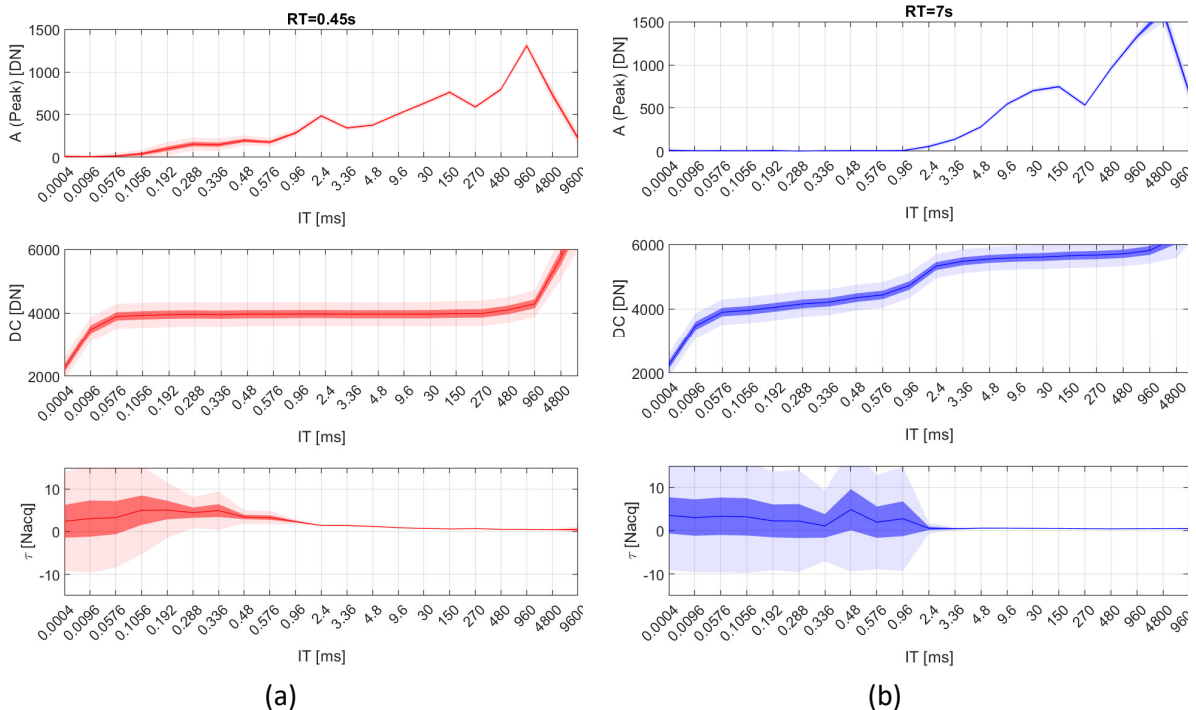 RT=0.45s
A (Peak) [DN]
1500
1000
500
0
0.0004 0.0096 0.0576 0.1056 0.192 0.288 0.336 0.48 0.576 0.96 2.4 3.36 4.8 9.6 30 150 270 480 960 4800 9600
IT [ms]
DC [DN]
6000
4000
2000
0.0004 0.0096 0.0576 0.1056 0.192 0.288 0.336 0.48 0.576 0.96 2.4 3.36 4.8 9.6 30 150 270 480 960 4800
IT [ms]
τ [Nacq]
10
0
-10
0.0004 0.0096 0.0576 0.1056 0.192 0.288 0.336 0.48 0.576 0.96 2.4 3.36 4.8 9.6 30 150 270 480 960 4800 9600
IT [ms]
(a)
RT=7s
A (Peak) [DN]
1500
1000
500
0
0.0004 0.0096 0.0576 0.1056 0.192 0.288 0.336 0.48 0.576 0.96 2.4 3.36 4.8 9.6 30 150 270 480 960 4800 960
IT [ms]
DC [DN]
6000
4000
2000
0.0004 0.0096 0.0576 0.1056 0.192 0.288 0.336 0.48 0.576 0.96 2.4 3.36 4.8 9.6 30 150 270 480 960 4800 960
IT [ms]
τ [Nacq]
10
0
-10
0.0004 0.0096 0.0576 0.1056 0.192 0.288 0.336 0.48 0.576 0.96 2.4 3.36 4.8 9.6 30 150 270 480 960 4800 960
IT [ms]
(b)